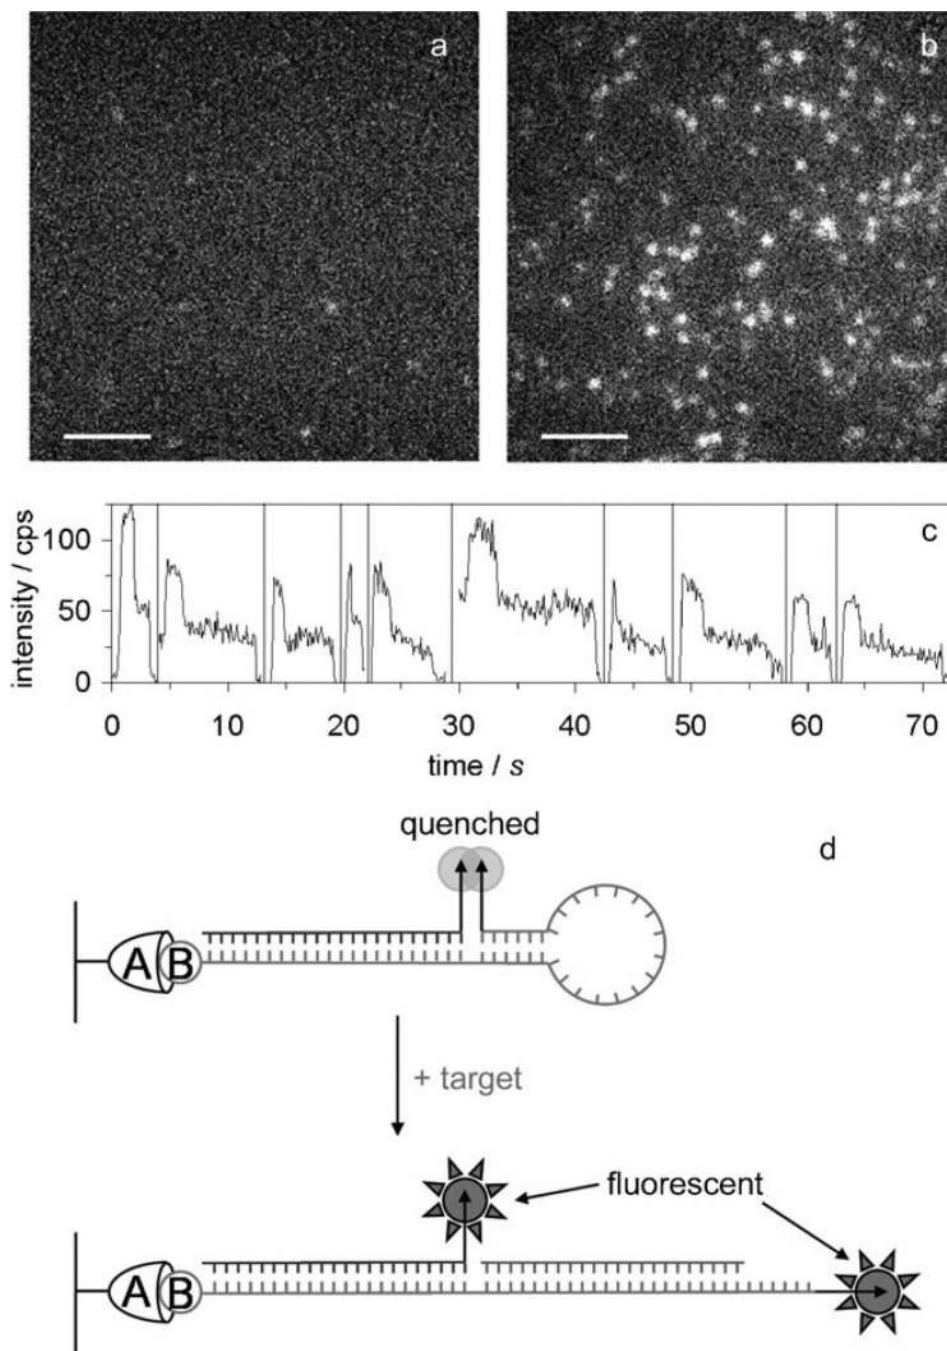 a
b
c
intensity / cps
100
50
0
0 10 20 30 40 50 60 70
time / s
d
quenched
A B
+ target
fluorescent
A B